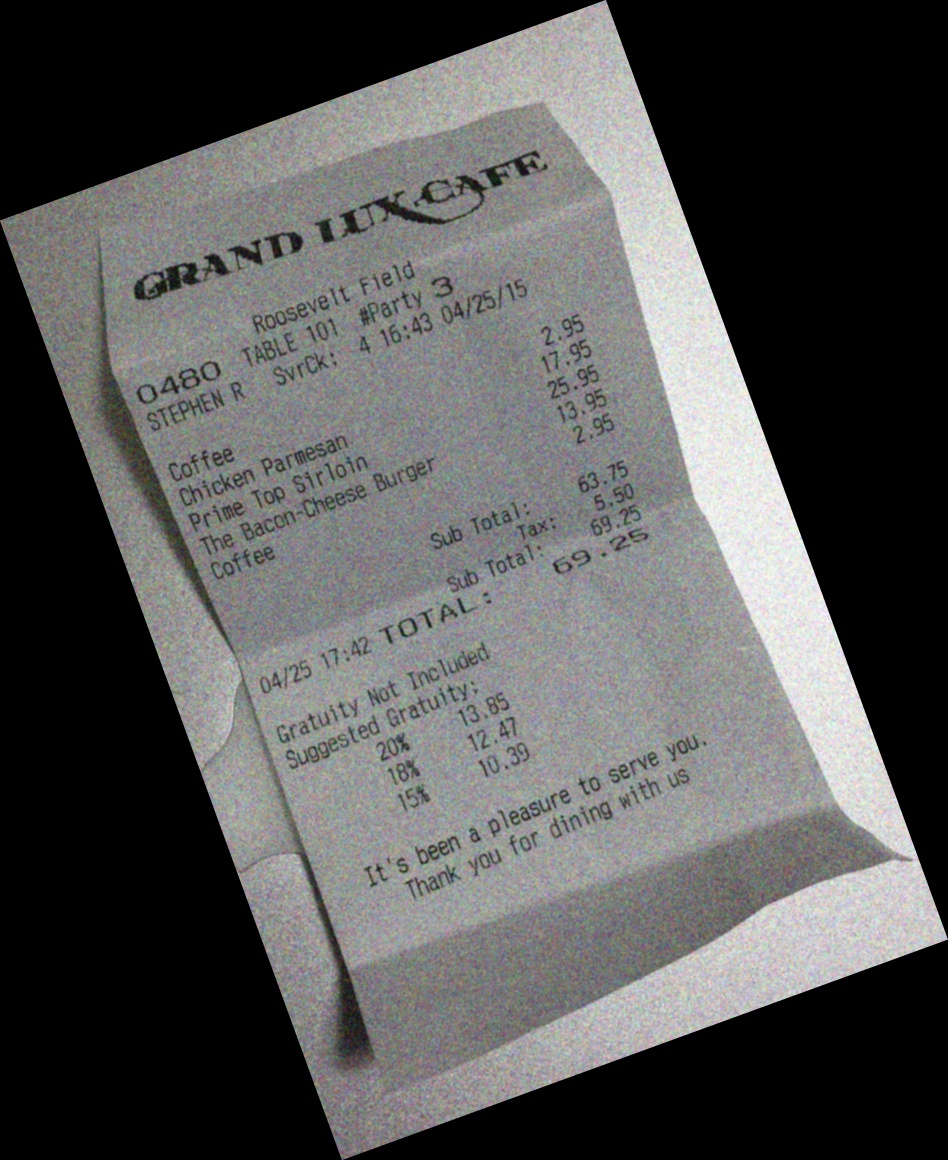 GRAND LUX CAFE
Roosevelt Field
0480 TABLE 101 #Party 3
STEPHEN R SvrCk: 4 16:43 04/25/15
Coffee 2.95
Chicken Parmesan 17.95
Prime Top Sirloin 25.95
The Bacon-Cheese Burger 13.95
Coffee 2.95
Sub Total: 63.75
Tax: 5.50
Sub Total: 69.25
04/25 17:42 TOTAL: 69.25
Gratuity Not Included
Suggested Gratuity:
20% 13.85
18% 12.47
15% 10.39
It's been a pleasure to serve you.
Thank you for dining with us